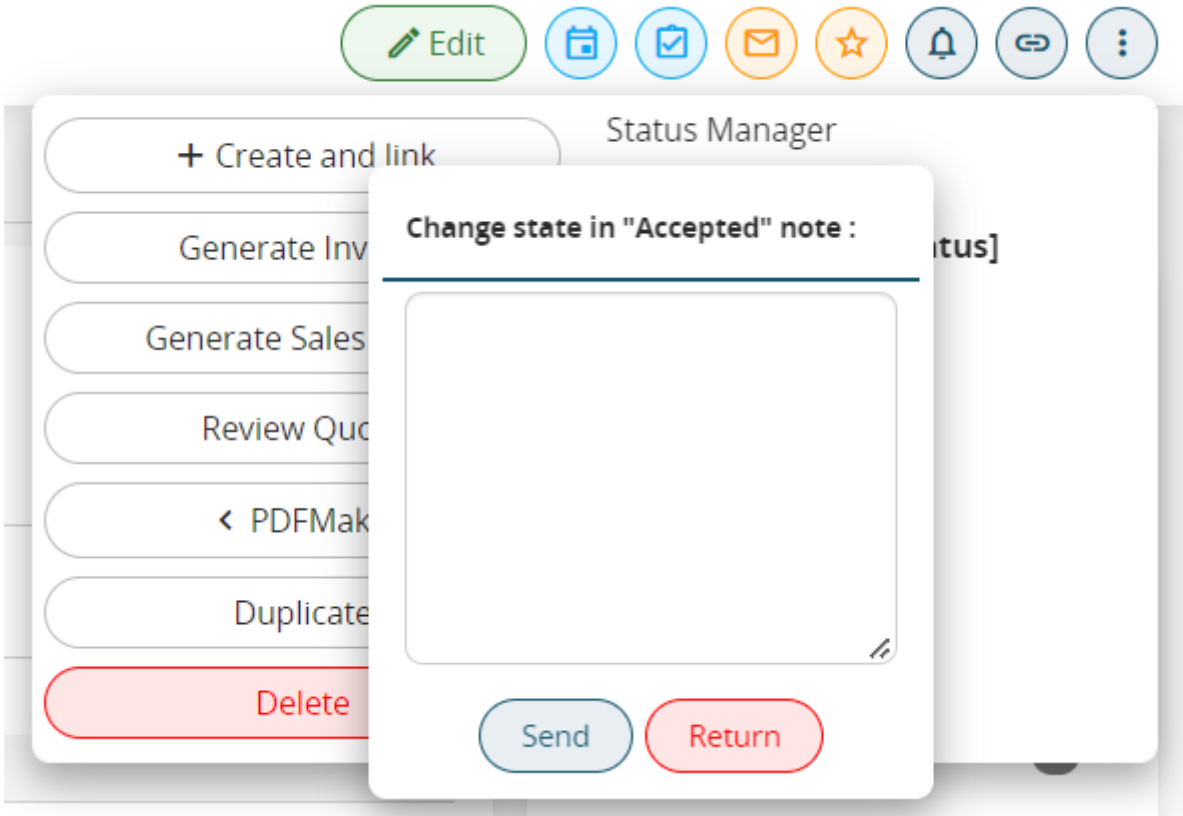 Edit
+ Create and link
Status Manager
Generate Inv
Generate Sales
Review Quo
< PDFMak
Duplicate
Delete
tus]
Change state in "Accepted" note :
Send
Return